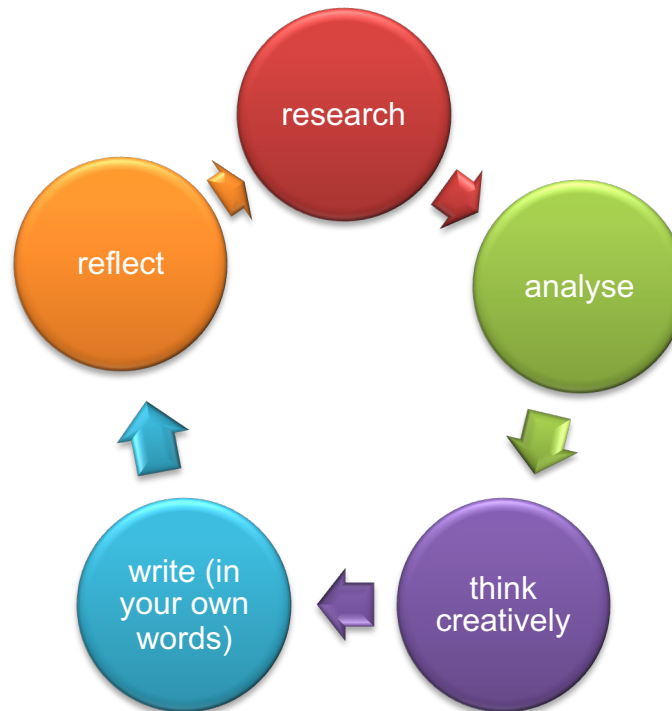 research
analyse
think
creatively
write (in
your own
words)
reflect